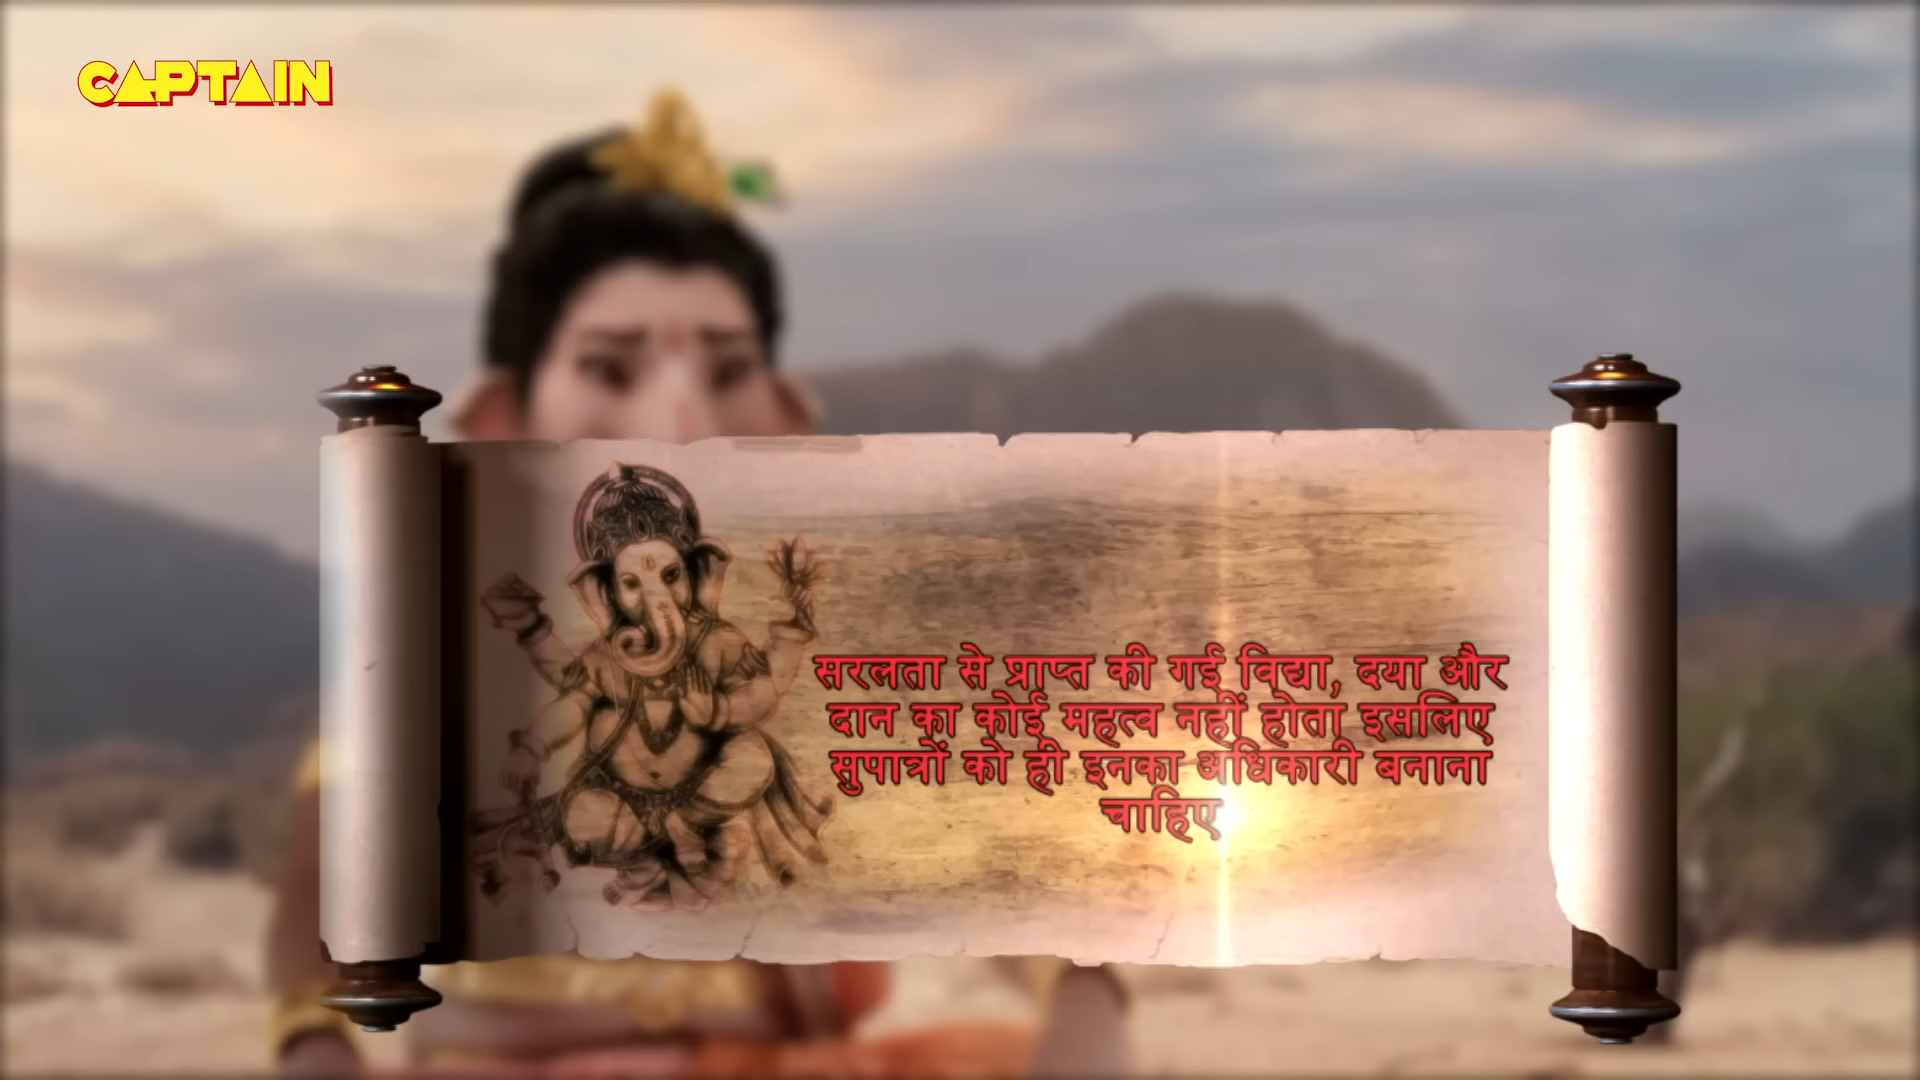 CAPTAIN
सरलता से प्राप्त की गई विद्या, दया और
दान का कोई महत्व नहीं होता इसलिए
सुपात्रों को ही इनका अधिकारी बनाना
चाहिए